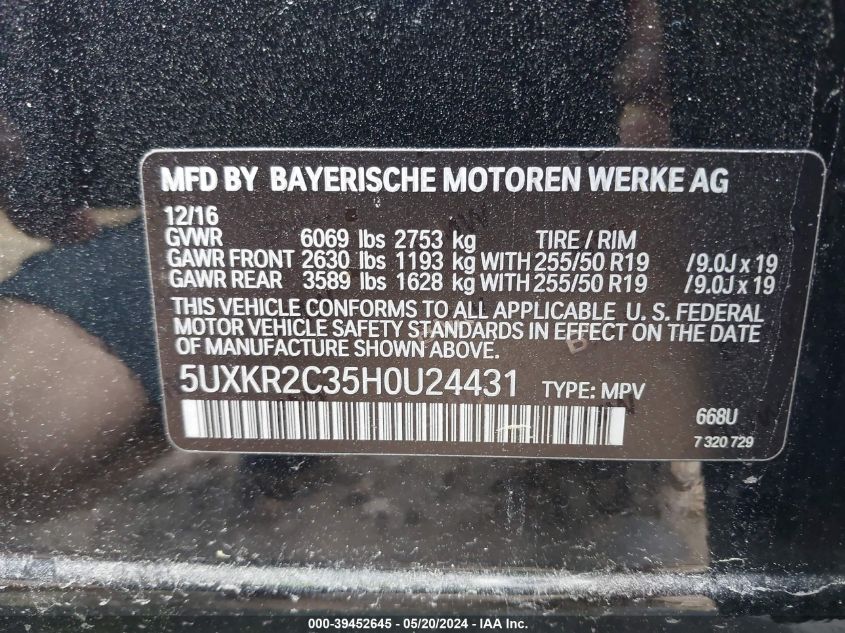 MFD BY BAYERISCHE MOTOREN WERKE AG
12/16
GVWR 6069 lbs 2753 kg TIRE / RIM
GAWR FRONT 2630 lbs 1193 kg WITH 255/50 R19 /9.0J x 19
GAWR REAR 3589 lbs 1628 kg WITH 255/50 R19 /9.0J x 19
THIS VEHICLE CONFORMS TO ALL APPLICABLE U. S. FEDERAL
MOTOR VEHICLE SAFETY STANDARDS IN EFFECT ON THE DATE
OF MANUFACTURE SHOWN ABOVE.
5UXKR2C35H0U24431 TYPE: MPV
668U
7 320 729
000-39452645 - 05/20/2024 - IAA Inc.